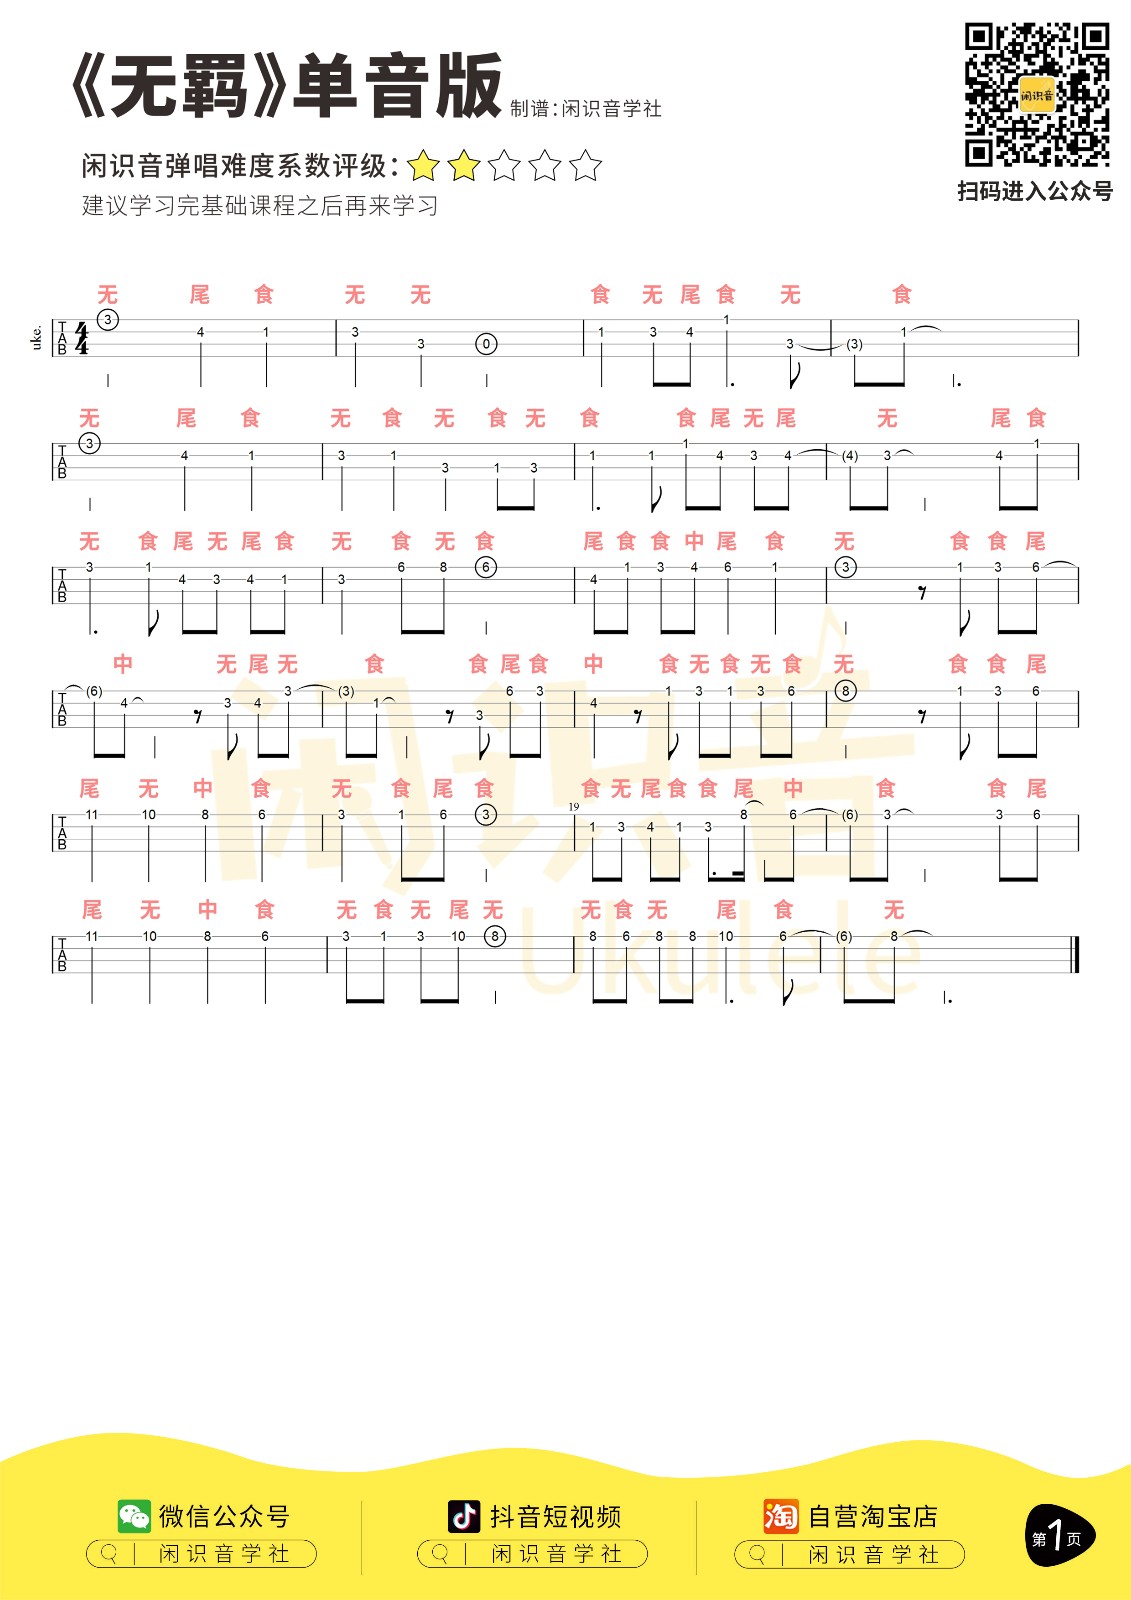 《无羁》单音版 制谱：闲识音学社
闲识音弹唱难度系数评级：
建议学习完基础课程之后再来学习
闲识音
扫码进入公众号
无 尾 食 无 无 食 无 尾 食 无 食
uke. TAB 4/4 3 4 1 3 3 0 1 3 4 1 3 (3) 1
无 尾 食 无 食 无 食 无 食 食 尾 无 尾 无 尾 食
TAB 3 4 1 3 1 3 1 3 1 1 1 4 3 4 (4) 3 4 1
无 食 尾 无 尾 食 无 食 无 食 尾 食 食 中 尾 食 无 食 食 尾
TAB 3 1 4 3 4 1 3 6 8 6 4 1 3 4 6 1 3 1 3 6
中 无 尾 无 食 食 尾 食 中 食 无 食 无 食 无 食 食 尾
TAB (6) 4 3 4 3 (3) 1 3 6 3 4 1 3 1 3 6 8 1 3 6
尾 无 中 食 无 食 尾 食 食 无 尾 食 食 尾 中 食 食 尾
19
TAB 11 10 8 6 3 1 6 3 1 3 4 1 3 8 6 (6) 3 3 6
尾 无 中 食 无 食 无 尾 无 无 食 无 尾 食 无
TAB 11 10 8 6 3 1 3 10 8 8 6 8 8 10 6 (6) 8
闲识音
Ukulele
微信公众号 抖音短视频 淘 自营淘宝店
闲识音学社 闲识音学社 闲识音学社
第1页